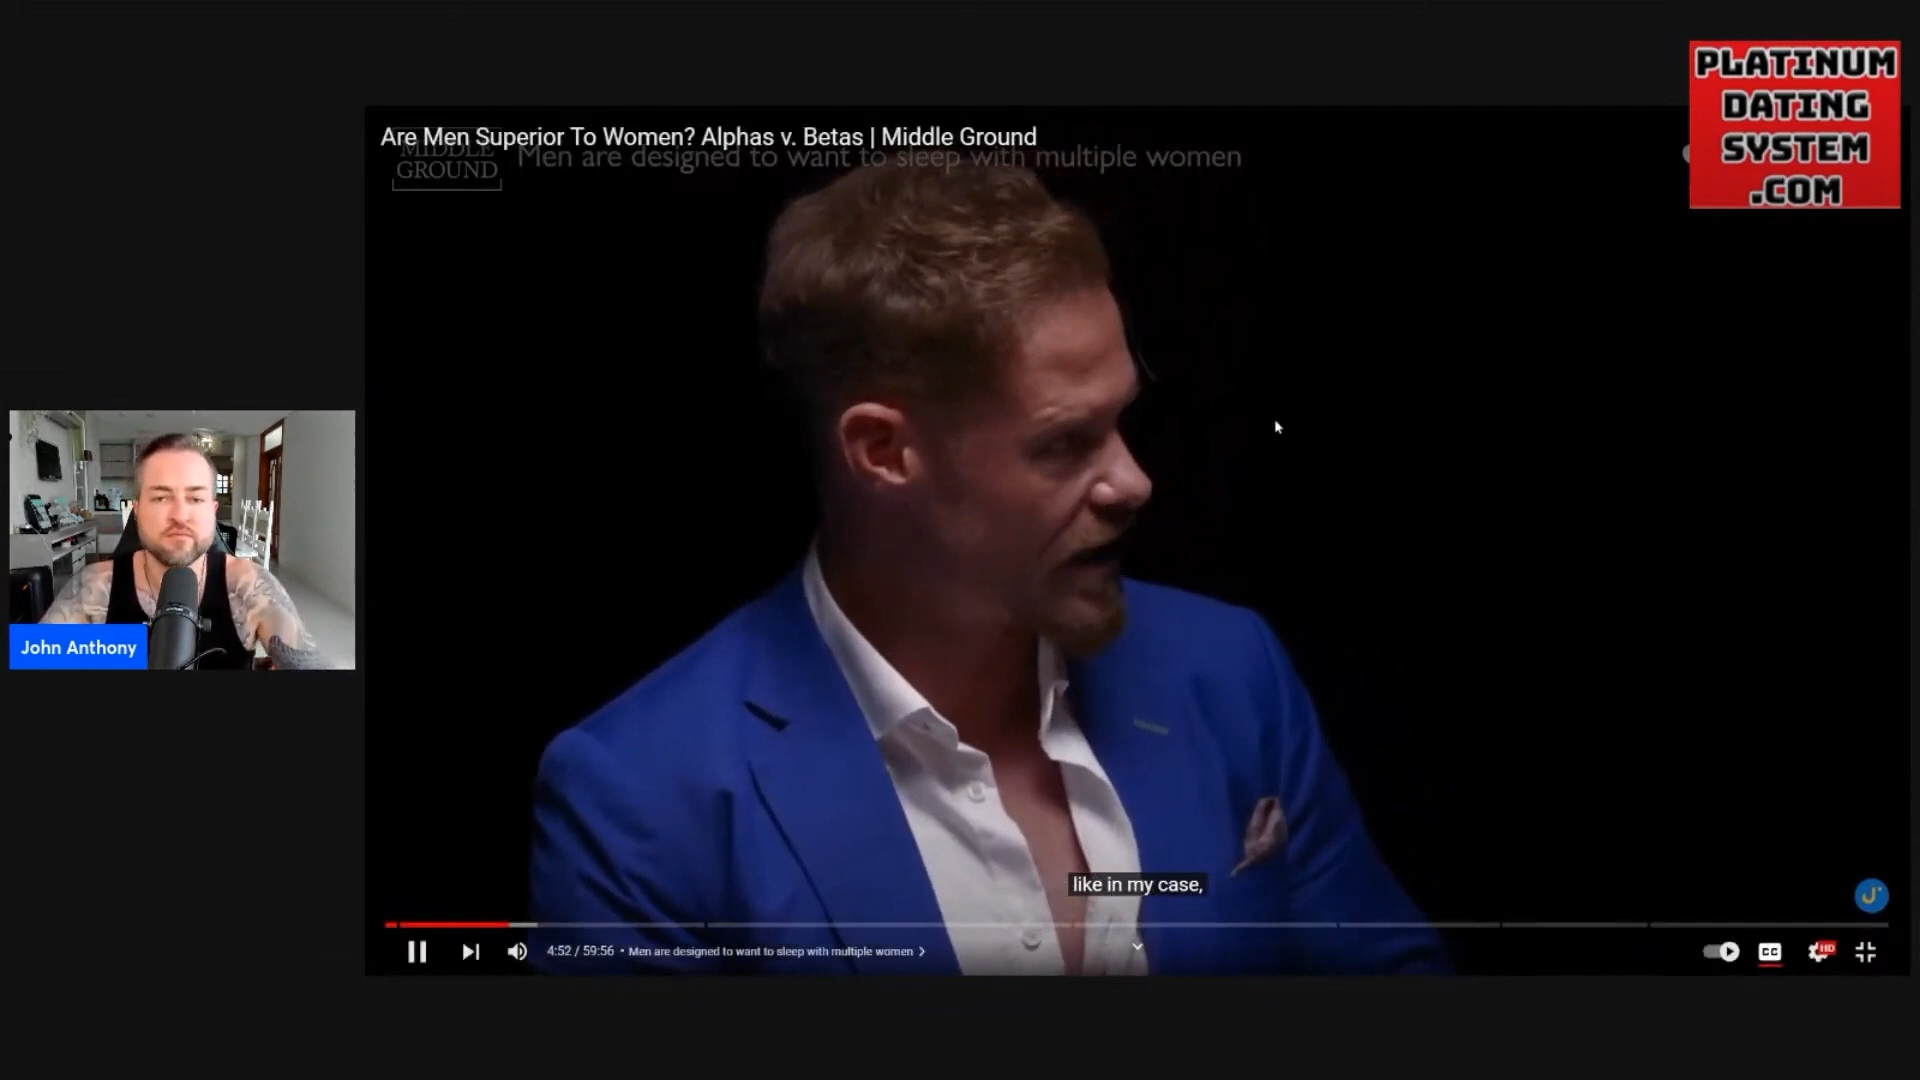 PLATINUM
DATING
SYSTEM
.COM
Are Men Superior To Women? Alphas v. Betas | Middle Ground
MIDDLE
GROUND
Men are designed to want to sleep with multiple women
John Anthony
like in my case,
4:52 / 59:56 • Men are designed to want to sleep with multiple women >
CC
HD
J